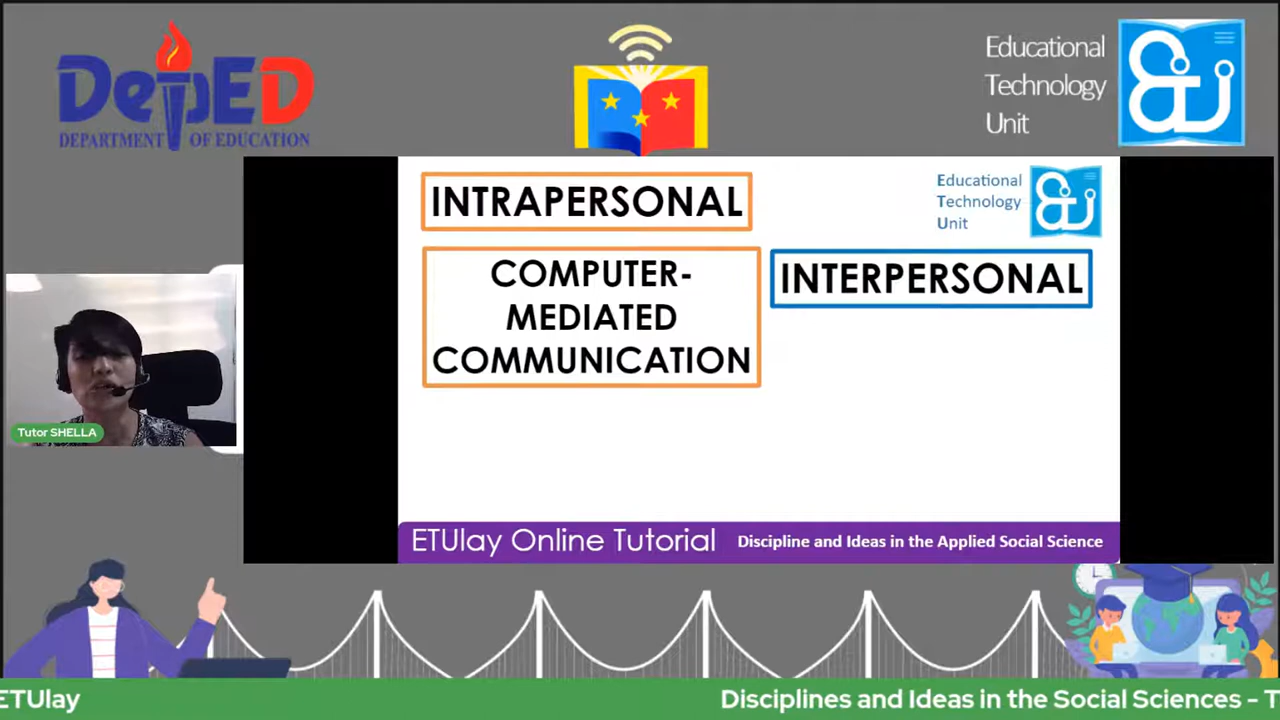 DepED
DEPARTMENT OF EDUCATION
Educational
Technology
Unit
INTRAPERSONAL
Educational
Technology
Unit
COMPUTER-
MEDIATED
COMMUNICATION
INTERPERSONAL
Tutor SHELLA
ETUlay Online Tutorial
Discipline and Ideas in the Applied Social Science
ETUlay
Disciplines and Ideas in the Social Sciences - T